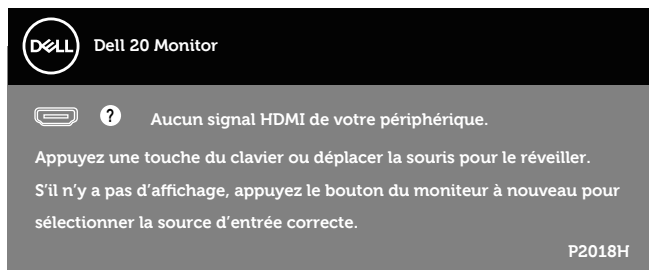 DELL Dell 20 Monitor
? Aucun signal HDMI de votre périphérique.
Appuyez une touche du clavier ou déplacer la souris pour le réveiller.
S'il n'y a pas d'affichage, appuyez le bouton du moniteur à nouveau pour
sélectionner la source d'entrée correcte.
P2018H